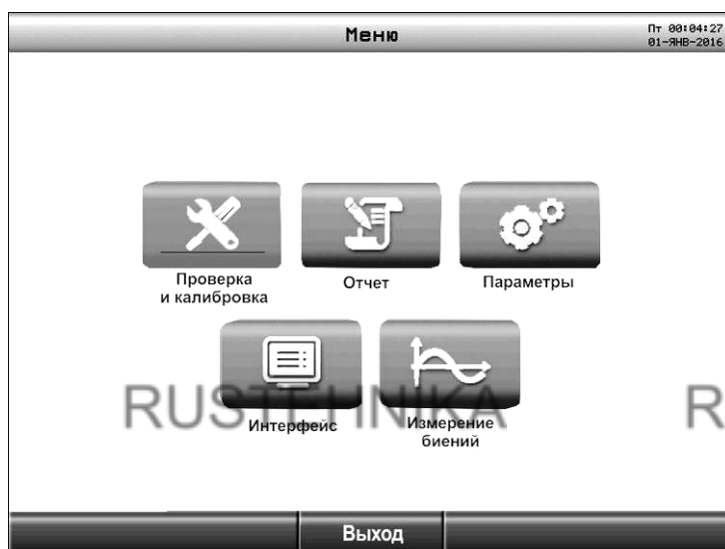 Меню
Пт 00:04:27
01-ЯНВ-2016
Проверка
и калибровка
Отчет
Параметры
RUSTEHNIKA
R
Интерфейс
Измерение
биений
Выход